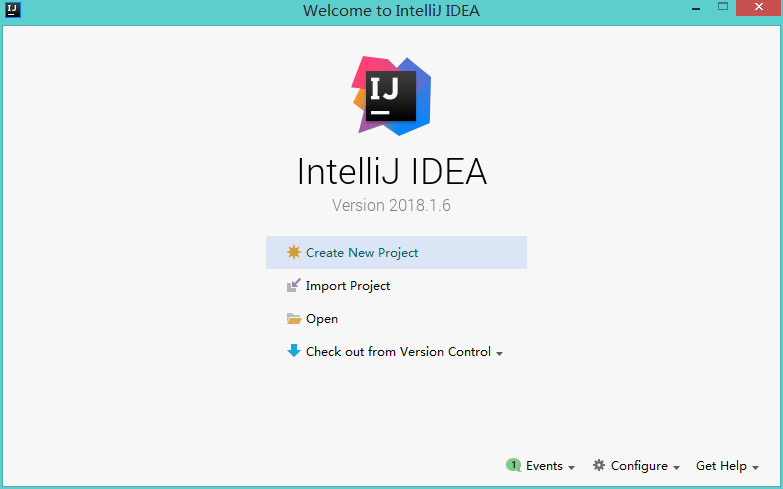 IJ
Welcome to IntelliJ IDEA
IJ
IntelliJ IDEA
Version 2018.1.6
Create New Project
Import Project
Open
Check out from Version Control
1 Events
Configure
Get Help